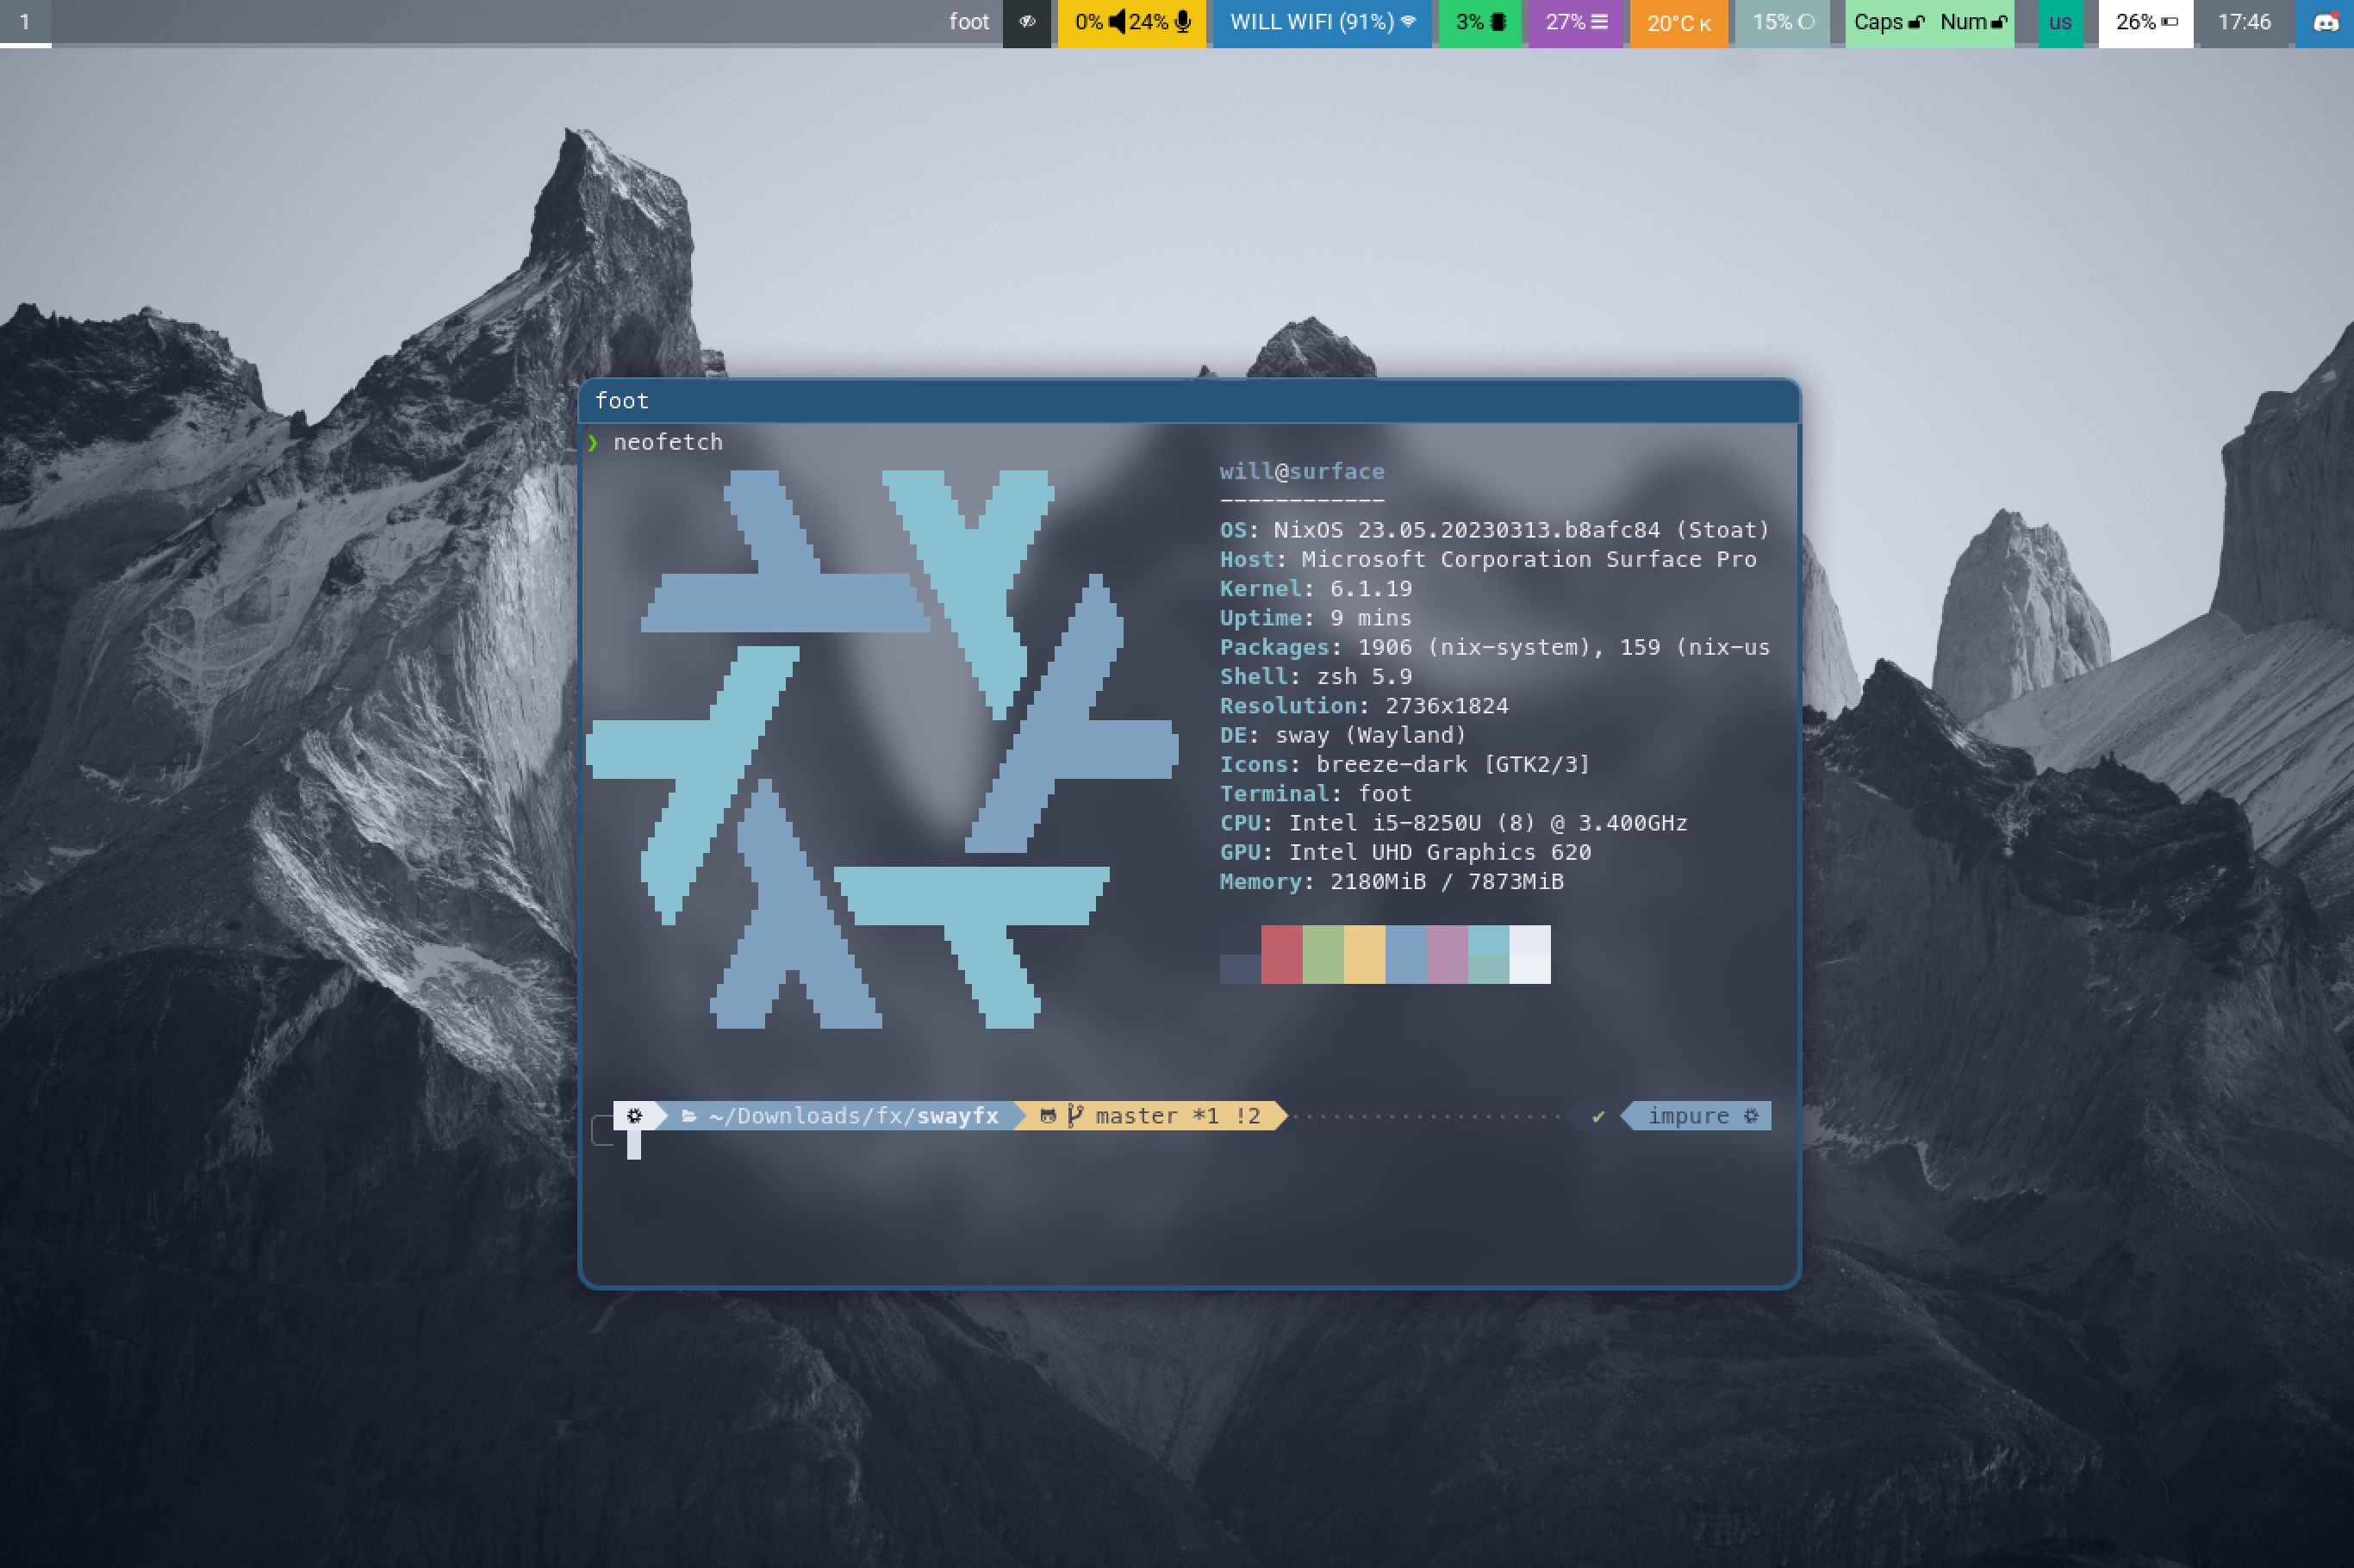 1 foot 0% 24% WILL WIFI (91%) 3% 27% 20°C K 15% Caps Num us 26% 17:46
foot
❯ neofetch
will@surface
------------
OS: NixOS 23.05.20230313.b8afc84 (Stoat)
Host: Microsoft Corporation Surface Pro
Kernel: 6.1.19
Uptime: 9 mins
Packages: 1906 (nix-system), 159 (nix-us
Shell: zsh 5.9
Resolution: 2736x1824
DE: sway (Wayland)
Icons: breeze-dark [GTK2/3]
Terminal: foot
CPU: Intel i5-8250U (8) @ 3.400GHz
GPU: Intel UHD Graphics 620
Memory: 2180MiB / 7873MiB
~/Downloads/fx/swayfx master *1 !2 ✔ impure